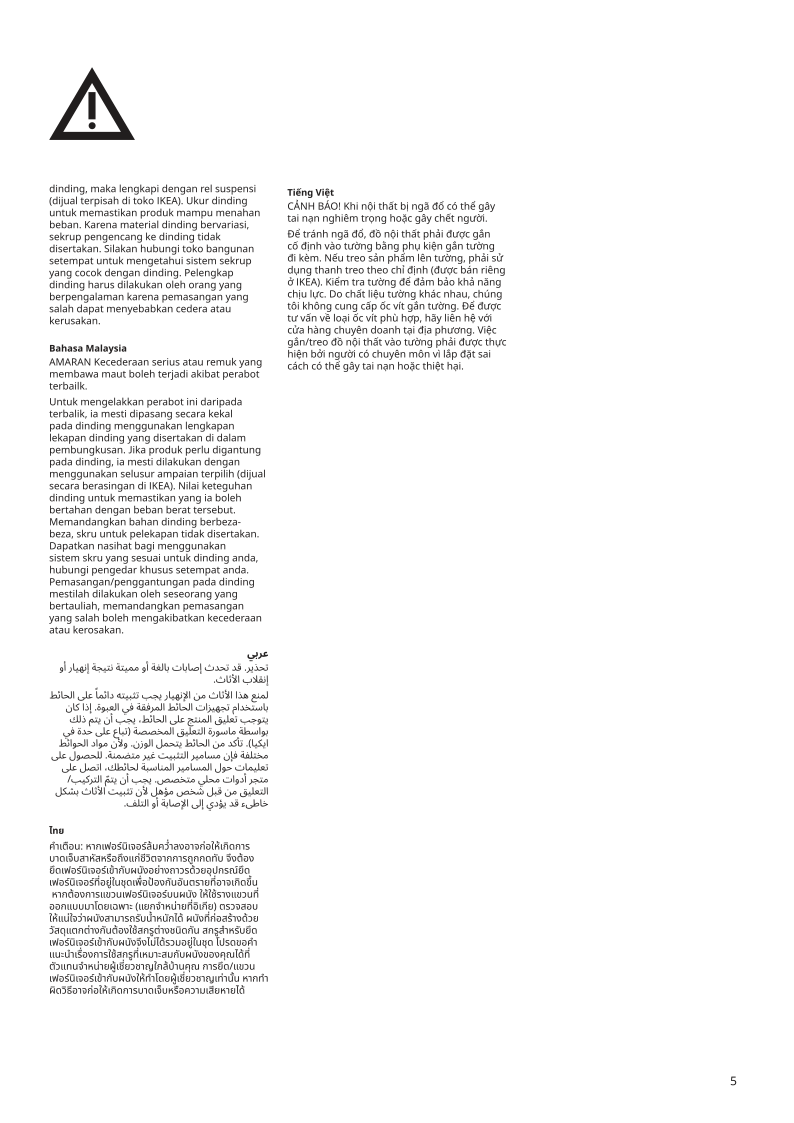 dinding, maka lengkapi dengan rel suspensi
(dijual terpisah di toko IKEA). Ukur dinding
untuk memastikan produk mampu menahan
beban. Karena material dinding bervariasi,
sekrup pengencang ke dinding tidak
disertakan. Silakan hubungi toko bangunan
setempat untuk mengetahui sistem sekrup
yang cocok dengan dinding. Pelengkap
dinding harus dilakukan oleh orang yang
berpengalaman karena pemasangan yang
salah dapat menyebabkan cedera atau
kerusakan.
Bahasa Malaysia
AMARAN Kecederaan serius atau remuk yang
membawa maut boleh terjadi akibat perabot
terbailk.
Untuk mengelakkan perabot ini daripada
terbalik, ia mesti dipasang secara kekal
pada dinding menggunakan lengkapan
lekapan dinding yang disertakan di dalam
pembungkusan. Jika produk perlu digantung
pada dinding, ia mesti dilakukan dengan
menggunakan selusur ampaian terpilih (dijual
secara berasingan di IKEA). Nilai keteguhan
dinding untuk memastikan yang ia boleh
bertahan dengan beban berat tersebut.
Memandangkan bahan dinding berbeza-
beza, skru untuk pelekapan tidak disertakan.
Dapatkan nasihat bagi menggunakan
sistem skru yang sesuai untuk dinding anda,
hubungi pengedar khusus setempat anda.
Pemasangan/penggantungan pada dinding
mestilah dilakukan oleh seseorang yang
bertauliah, memandangkan pemasangan
yang salah boleh mengakibatkan kecederaan
atau kerosakan.
عربي
تحذير. قد تحدث إصابات بالغة أو مميتة نتيجة إنهيار أو
إنقلاب الأثاث.
لمنع هذا الأثاث من الإنهيار يجب تثبيته دائماً على الحائط
باستخدام تجهيزات الحائط المرفقة في العبوة. إذا كان
يتوجب تعليق المنتج على الحائط، يجب أن يتم ذلك
بواسطة ماسورة التعليق المخصصة (تباع على حدة في
ايكيا). تأكد من الحائط يتحمل الوزن. ولأن مواد الحوائط
مختلفة فإن مسامير التثبيت غير متضمنة. للحصول على
تعليمات حول المسامير المناسبة لحائطك، اتصل على
متجر أدوات محلي متخصص. يجب أن يتمّ التركيب/
التعليق من قبل شخص مؤهل لأن تثبيت الأثاث بشكل
خاطىء قد يؤدي إلى الإصابة أو التلف.
ไทย
คำเตือน: หากเฟอร์นิเจอร์ล้มคว่ำลงอาจก่อให้เกิดการ
บาดเจ็บสาหัสหรือถึงแก่ชีวิตจากการถูกกดทับ จึงต้อง
ยึดเฟอร์นิเจอร์เข้ากับผนังอย่างถาวรด้วยอุปกรณ์ยึด
เฟอร์นิเจอร์ที่อยู่ในชุดเพื่อป้องกันอันตรายที่อาจเกิดขึ้น
หากต้องการแขวนเฟอร์นิเจอร์บนผนัง ให้ใช้รางแขวนที่
ออกแบบมาโดยเฉพาะ (แยกจำหน่ายที่อิเกีย) ตรวจสอบ
ให้แน่ใจว่าผนังสามารถรับน้ำหนักได้ ผนังที่ก่อสร้างด้วย
วัสดุแตกต่างกันต้องใช้สกรูต่างชนิดกัน สกรูสำหรับยึด
เฟอร์นิเจอร์เข้ากับผนังจึงไม่ได้รวมอยู่ในชุด โปรดขอคำ
แนะนำเรื่องการใช้สกรูที่เหมาะสมกับผนังของคุณได้ที่
ตัวแทนจำหน่ายผู้เชี่ยวชาญใกล้บ้านคุณ การยึด/แขวน
เฟอร์นิเจอร์เข้ากับผนังให้ทำโดยผู้เชี่ยวชาญเท่านั้น หากทำ
ผิดวิธีอาจก่อให้เกิดการบาดเจ็บหรือความเสียหายได้
Tiếng Việt
CẢNH BÁO! Khi nội thất bị ngã đổ có thể gây
tai nạn nghiêm trọng hoặc gây chết người.
Để tránh ngã đổ, đồ nội thất phải được gắn
cố định vào tường bằng phụ kiện gắn tường
đi kèm. Nếu treo sản phẩm lên tường, phải sử
dụng thanh treo theo chỉ định (được bán riêng
ở IKEA). Kiểm tra tường để đảm bảo khả năng
chịu lực. Do chất liệu tường khác nhau, chúng
tôi không cung cấp ốc vít gắn tường. Để được
tư vấn về loại ốc vít phù hợp, hãy liên hệ với
cửa hàng chuyên doanh tại địa phương. Việc
gắn/treo đồ nội thất vào tường phải được thực
hiện bởi người có chuyên môn vì lắp đặt sai
cách có thể gây tai nạn hoặc thiệt hại.
5